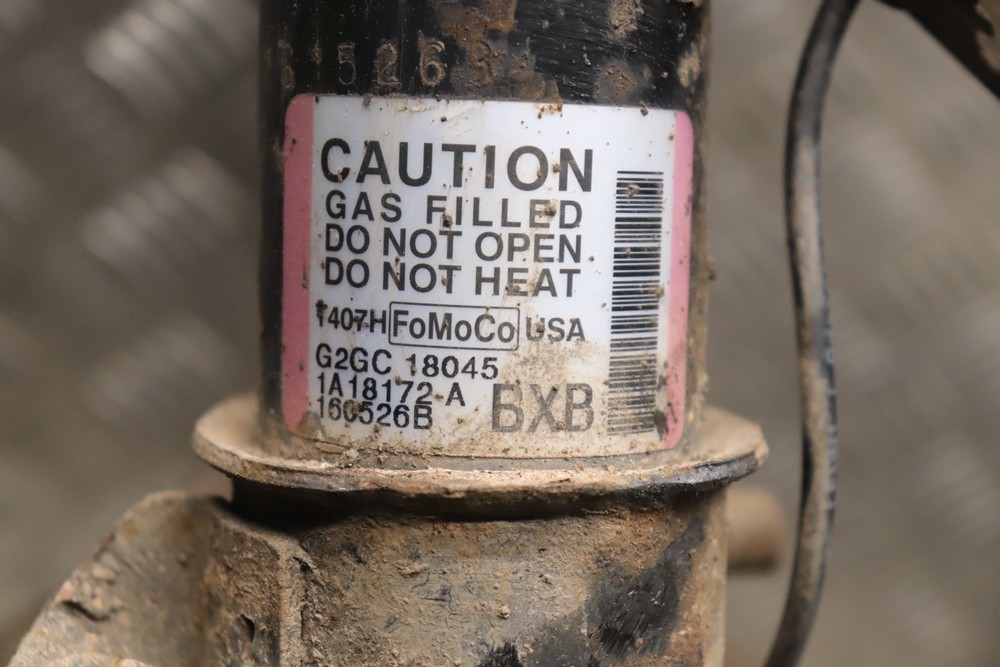 526
CAUTION
GAS FILLED
DO NOT OPEN
DO NOT HEAT
1407H FoMoCo USA
G2GC 18045
1A18172-A
160526B
BXB